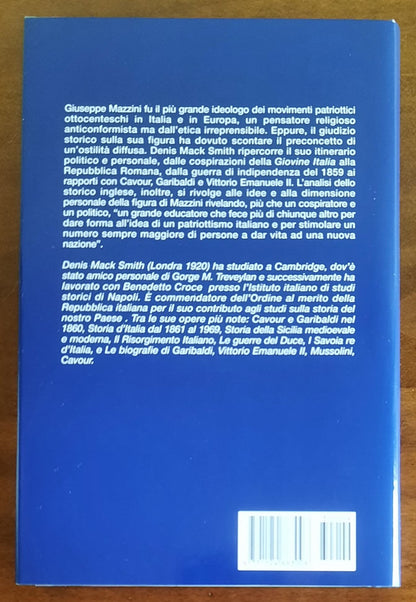 Giuseppe Mazzini fu il più grande ideologo dei movimenti patriottici
ottocenteschi in Italia e in Europa, un pensatore religioso
anticonformista ma dall'etica irreprensibile. Eppure, il giudizio
storico sulla sua figura ha dovuto scontare il preconcetto di
un'ostilità diffusa. Denis Mack Smith ripercorre il suo itinerario
politico e personale, dalle cospirazioni della Giovine Italia alla
Repubblica Romana, dalla guerra di indipendenza del 1859 ai
rapporti con Cavour, Garibaldi e Vittorio Emanuele II. L'analisi dello
storico inglese, inoltre, si rivolge alle idee e alla dimensione
personale della figura di Mazzini rivelando, più che un cospiratore e
un politico, "un grande educatore che fece più di chiunque altro per
dare forma all'idea di un patriottismo italiano e per stimolare un
numero sempre maggiore di persone a dar vita ad una nuova
nazione".
Denis Mack Smith (Londra 1920) ha studiato a Cambridge, dov'è
stato amico personale di Gorge M. Treveylan e successivamente ha
lavorato con Benedetto Croce presso l'Istituto italiano di studi
storici di Napoli. È commendatore dell'Ordine al merito della
Repubblica italiana per il suo contributo agli studi sulla storia del
nostro Paese . Tra le sue opere più note: Cavour e Garibaldi nel
1860, Storia d'Italia dal 1861 al 1969, Storia della Sicilia medioevale
e moderna, Il Risorgimento Italiano, Le guerre del Duce, I Savoia re
d'Italia, e Le biografie di Garibaldi, Vittorio Emanuele II, Mussolini,
Cavour.